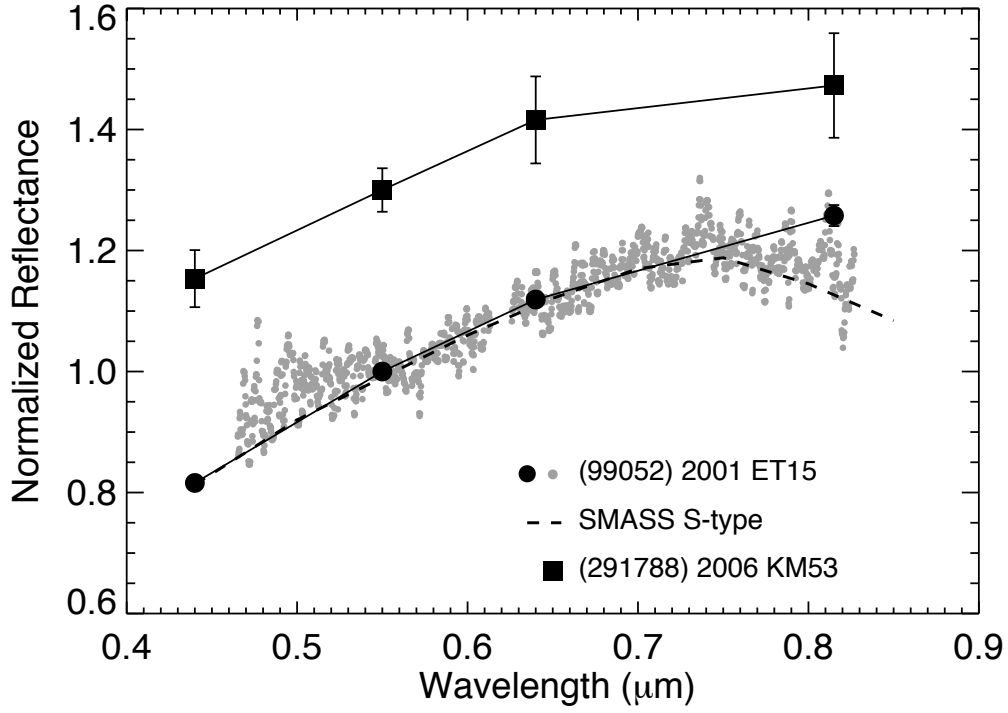 1.6
1.4
1.2
1.0
0.8
0.6
Normalized Reflectance
(99052) 2001 ET15
SMASS S-type
(291788) 2006 KM53
0.4 0.5 0.6 0.7 0.8 0.9
Wavelength (μm)